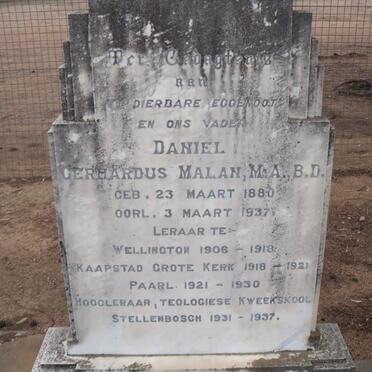 Ter Gedagtenis
aan
DIERBARE EGGENOOT
EN ONS VADER
DANIEL
GERHARDUS MALAN, M.A., B.D.
GEB. 23 MAART 1880
OORL. 3 MAART 1937
LERAAR TE:-
WELLINGTON 1906 - 1918
KAAPSTAD GROTE KERK 1918 - 1921
PAARL 1921 - 1930
HOOGLERAAR, TEOLOGIESE KWEEKSKOOL
STELLENBOSCH 1931 - 1937.